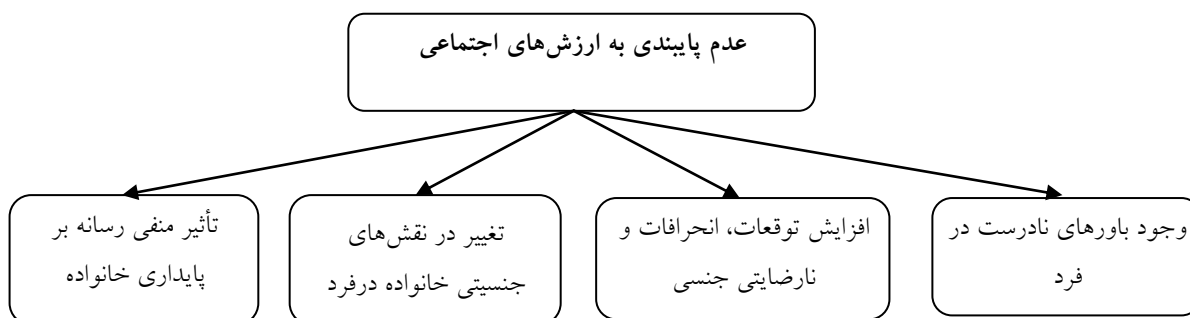 عدم پایبندی به ارزش‌های اجتماعی
وجود باورهای نادرست در
فرد
افزایش توقعات، انحرافات و
نارضایتی جنسی
تغییر در نقش‌های
جنسیتی خانواده درفرد
تأثیر منفی رسانه بر
پایداری خانواده